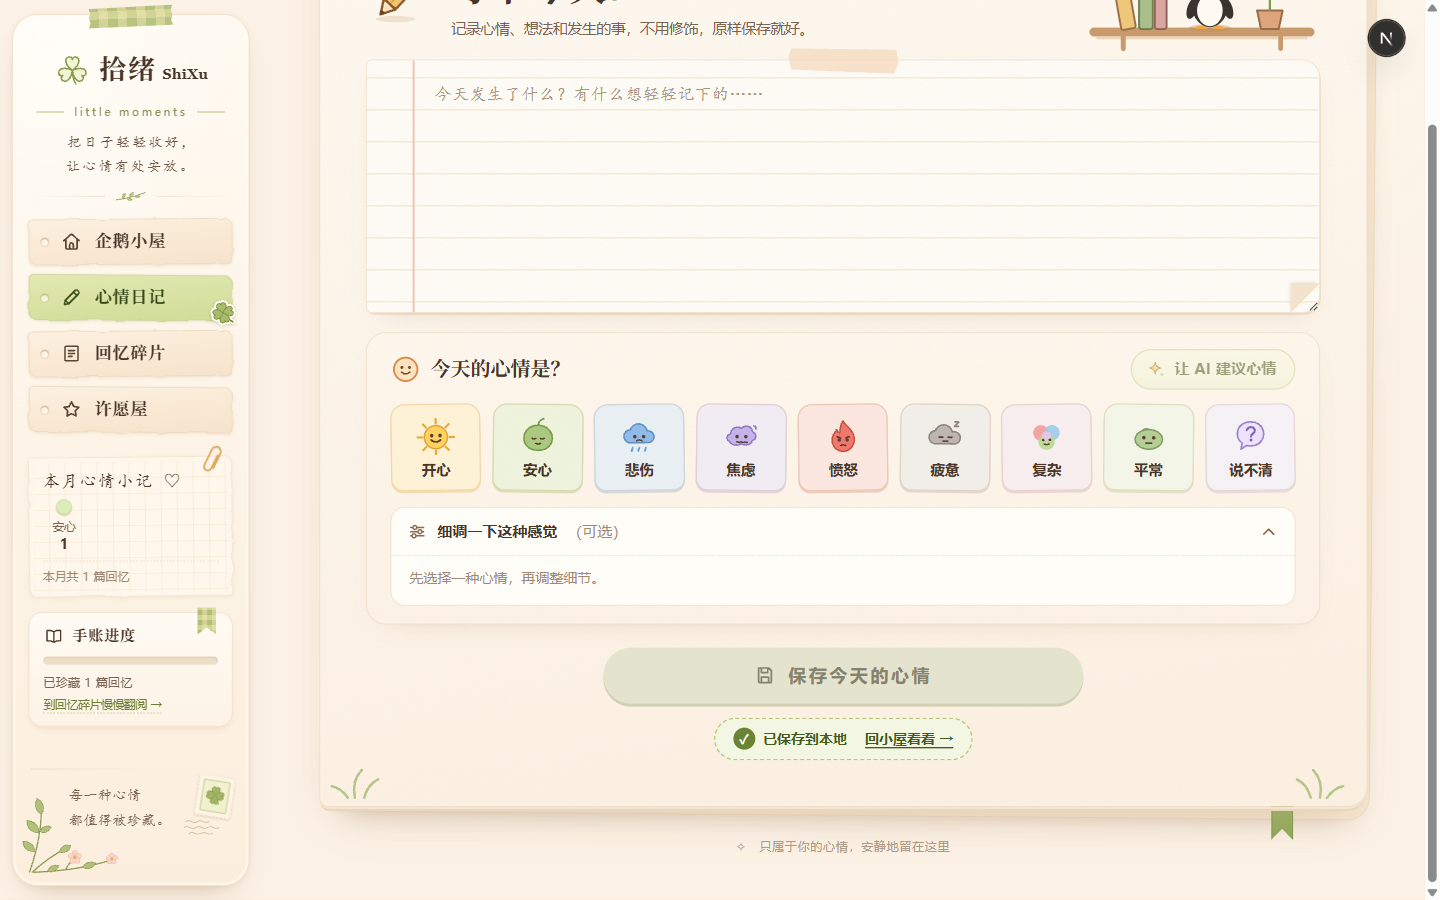 拾绪 ShiXu
little moments
把日子轻轻收好，
让心情有处安放。
企鹅小屋
心情日记
回忆碎片
许愿屋
本月心情小记 ♡
安心
1
本月共 1 篇回忆
手账进度
已珍藏 1 篇回忆
到回忆碎片慢慢翻阅 →
每一种心情
都值得被珍藏。
记录心情、想法和发生的事，不用修饰，原样保存就好。
今天发生了什么？有什么想轻轻记下的……
今天的心情是？
让 AI 建议心情
开心
安心
悲伤
焦虑
愤怒
疲惫
复杂
平常
说不清
细调一下这种感觉 （可选）
先选择一种心情，再调整细节。
保存今天的心情
已保存到本地 回小屋看看 →
只属于你的心情，安静地留在这里
N